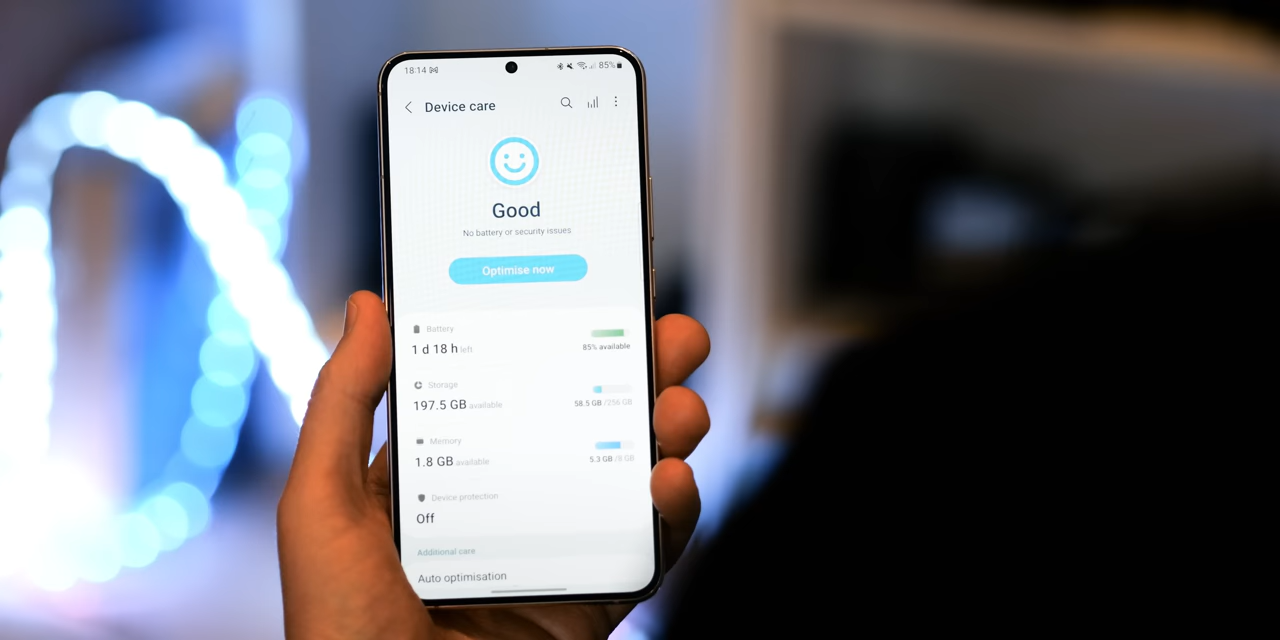 18:14 85%
Device care
Good
No battery or security issues
Optimise now
Battery
1 d 18 h left
85% available
Storage
197.5 GB available
58.5 GB /256 GB
Memory
1.8 GB available
5.3 GB /8 GB
Device protection
Off
Additional care
Auto optimisation